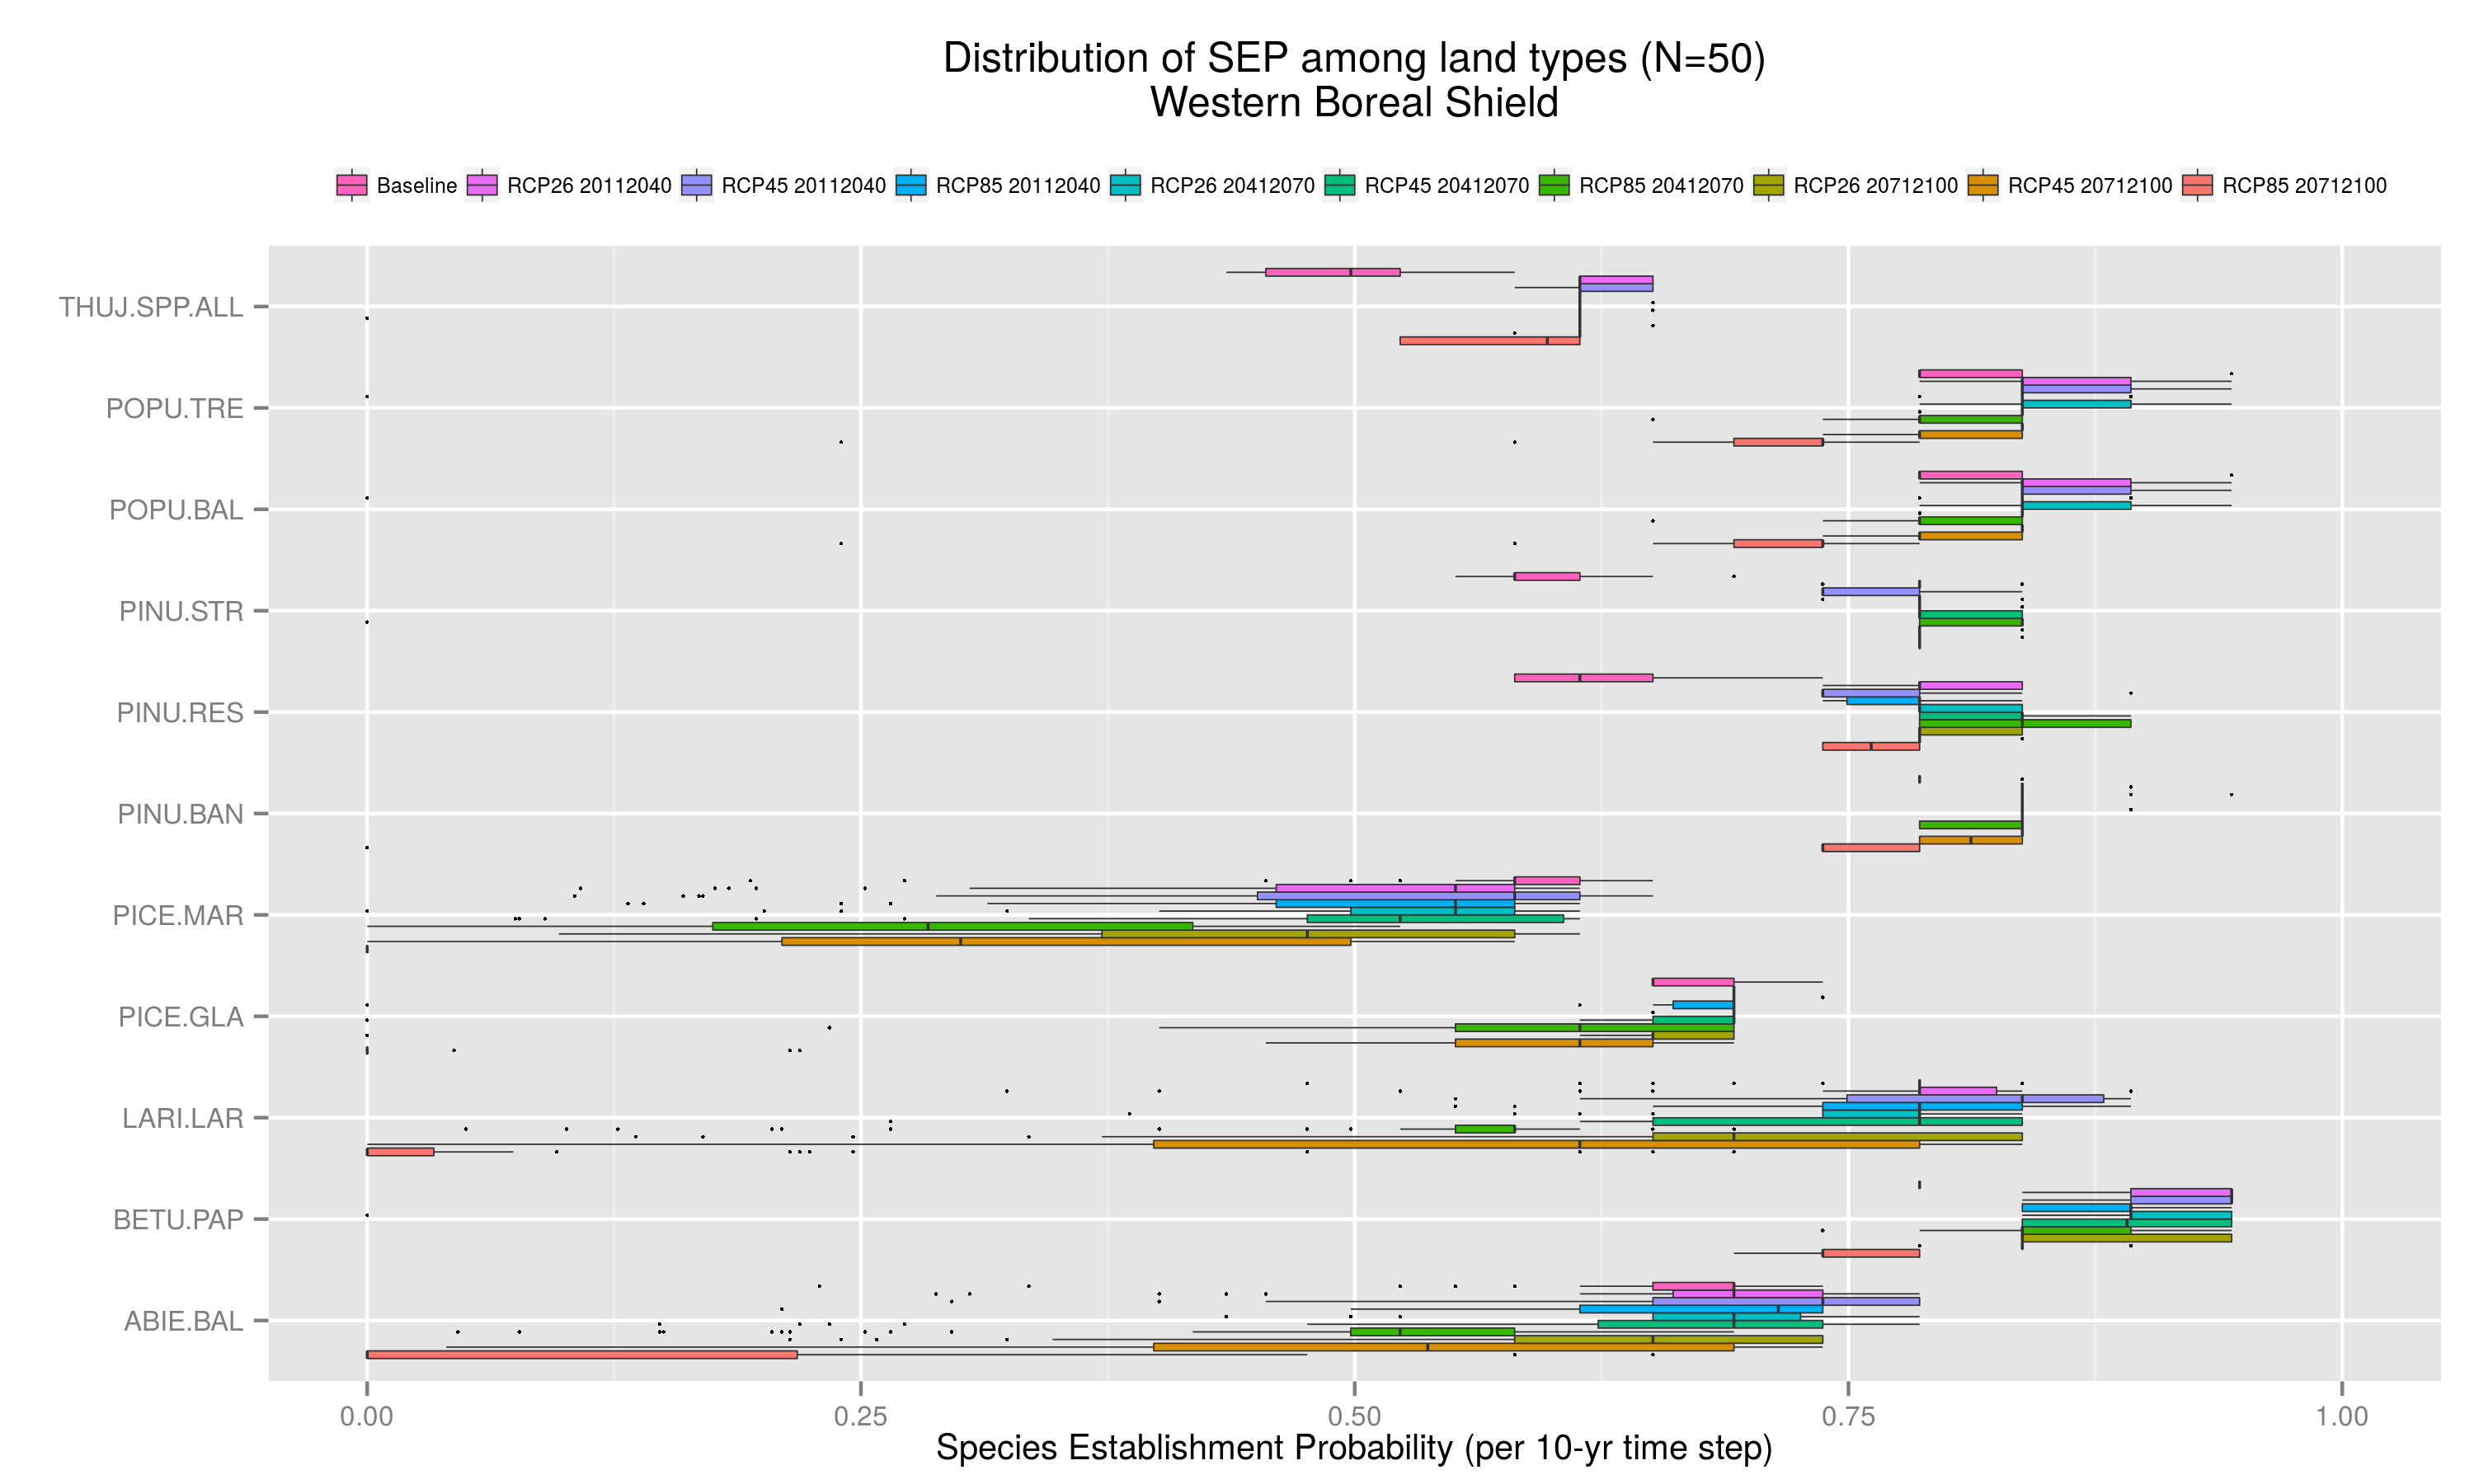 Distribution of SEP among land types (N=50)
Western Boreal Shield
Baseline RCP26 20112040 RCP45 20112040 RCP85 20112040 RCP26 20412070 RCP45 20412070 RCP85 20412070 RCP26 20712100 RCP45 20712100 RCP85 20712100
THUJ.SPP.ALL
POPU.TRE
POPU.BAL
PINU.STR
PINU.RES
PINU.BAN
PICE.MAR
PICE.GLA
LARI.LAR
BETU.PAP
ABIE.BAL
0.00 0.25 0.50 0.75 1.00
Species Establishment Probability (per 10-yr time step)